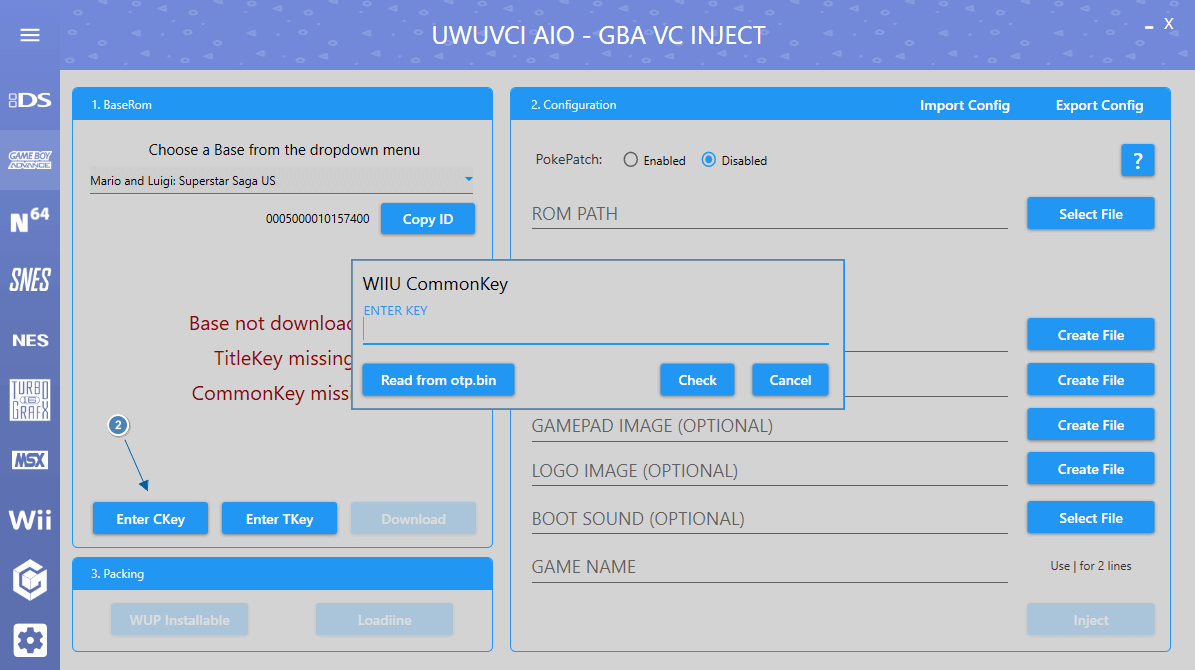 UWUVCI AIO - GBA VC INJECT
X
DS
GAME BOY
ADVANCE
N64
SNES
NES
TURBO
GRAFX
MSX
Wii
1. BaseRom
Choose a Base from the dropdown menu
Mario and Luigi: Superstar Saga US
0005000010157400
Copy ID
Base not download
TitleKey missing
CommonKey miss
2
Enter CKey
Enter TKey
Download
3. Packing
WUP Installable
Loadiine
WIIU CommonKey
ENTER KEY
Read from otp.bin
Check
Cancel
2. Configuration
Import Config
Export Config
PokePatch:
Enabled
Disabled
?
ROM PATH
Select File
Create File
Create File
GAMEPAD IMAGE (OPTIONAL)
Create File
LOGO IMAGE (OPTIONAL)
Create File
BOOT SOUND (OPTIONAL)
Select File
GAME NAME
Use | for 2 lines
Inject